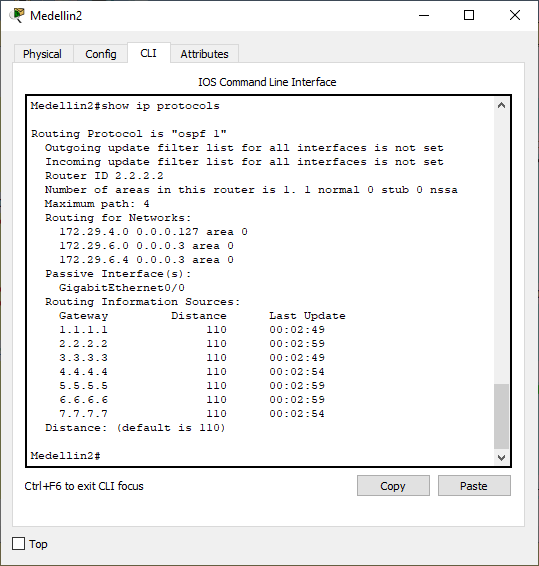 Medellin2
Physical Config CLI Attributes
IOS Command Line Interface
Medellin2#show ip protocols
Routing Protocol is "ospf 1"
Outgoing update filter list for all interfaces is not set
Incoming update filter list for all interfaces is not set
Router ID 2.2.2.2
Number of areas in this router is 1. 1 normal 0 stub 0 nssa
Maximum path: 4
Routing for Networks:
172.29.4.0 0.0.0.127 area 0
172.29.6.0 0.0.0.3 area 0
172.29.6.4 0.0.0.3 area 0
Passive Interface(s):
GigabitEthernet0/0
Routing Information Sources:
Gateway Distance Last Update
1.1.1.1 110 00:02:49
2.2.2.2 110 00:02:59
3.3.3.3 110 00:02:49
4.4.4.4 110 00:02:54
5.5.5.5 110 00:02:59
6.6.6.6 110 00:02:59
7.7.7.7 110 00:02:54
Distance: (default is 110)
Medellin2#
Ctrl+F6 to exit CLI focus Copy Paste
Top